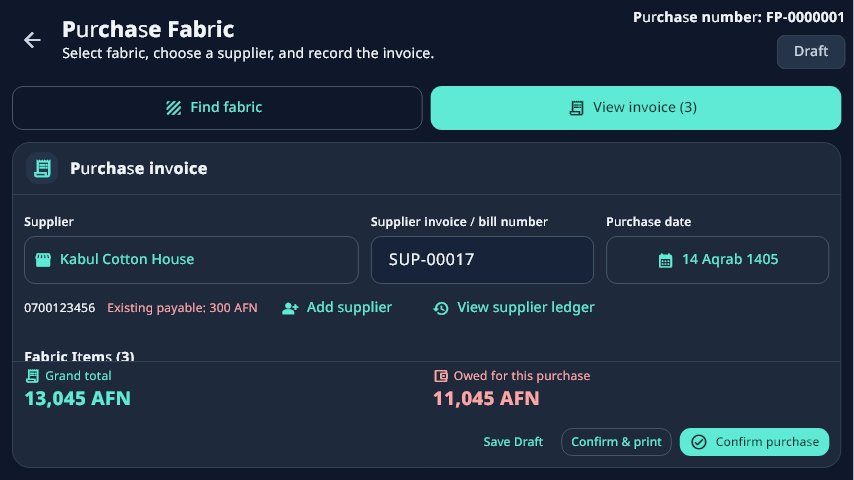 Purchase Fabric
Select fabric, choose a supplier, and record the invoice.
Purchase number: FP-0000001
Draft
Find fabric
View invoice (3)
Purchase invoice
Supplier
Supplier invoice / bill number
Purchase date
Kabul Cotton House
SUP-00017
14 Aqrab 1405
0700123456
Existing payable: 300 AFN
Add supplier
View supplier ledger
Fabric Items (3)
Grand total
Owed for this purchase
13,045 AFN
11,045 AFN
Save Draft
Confirm & print
Confirm purchase